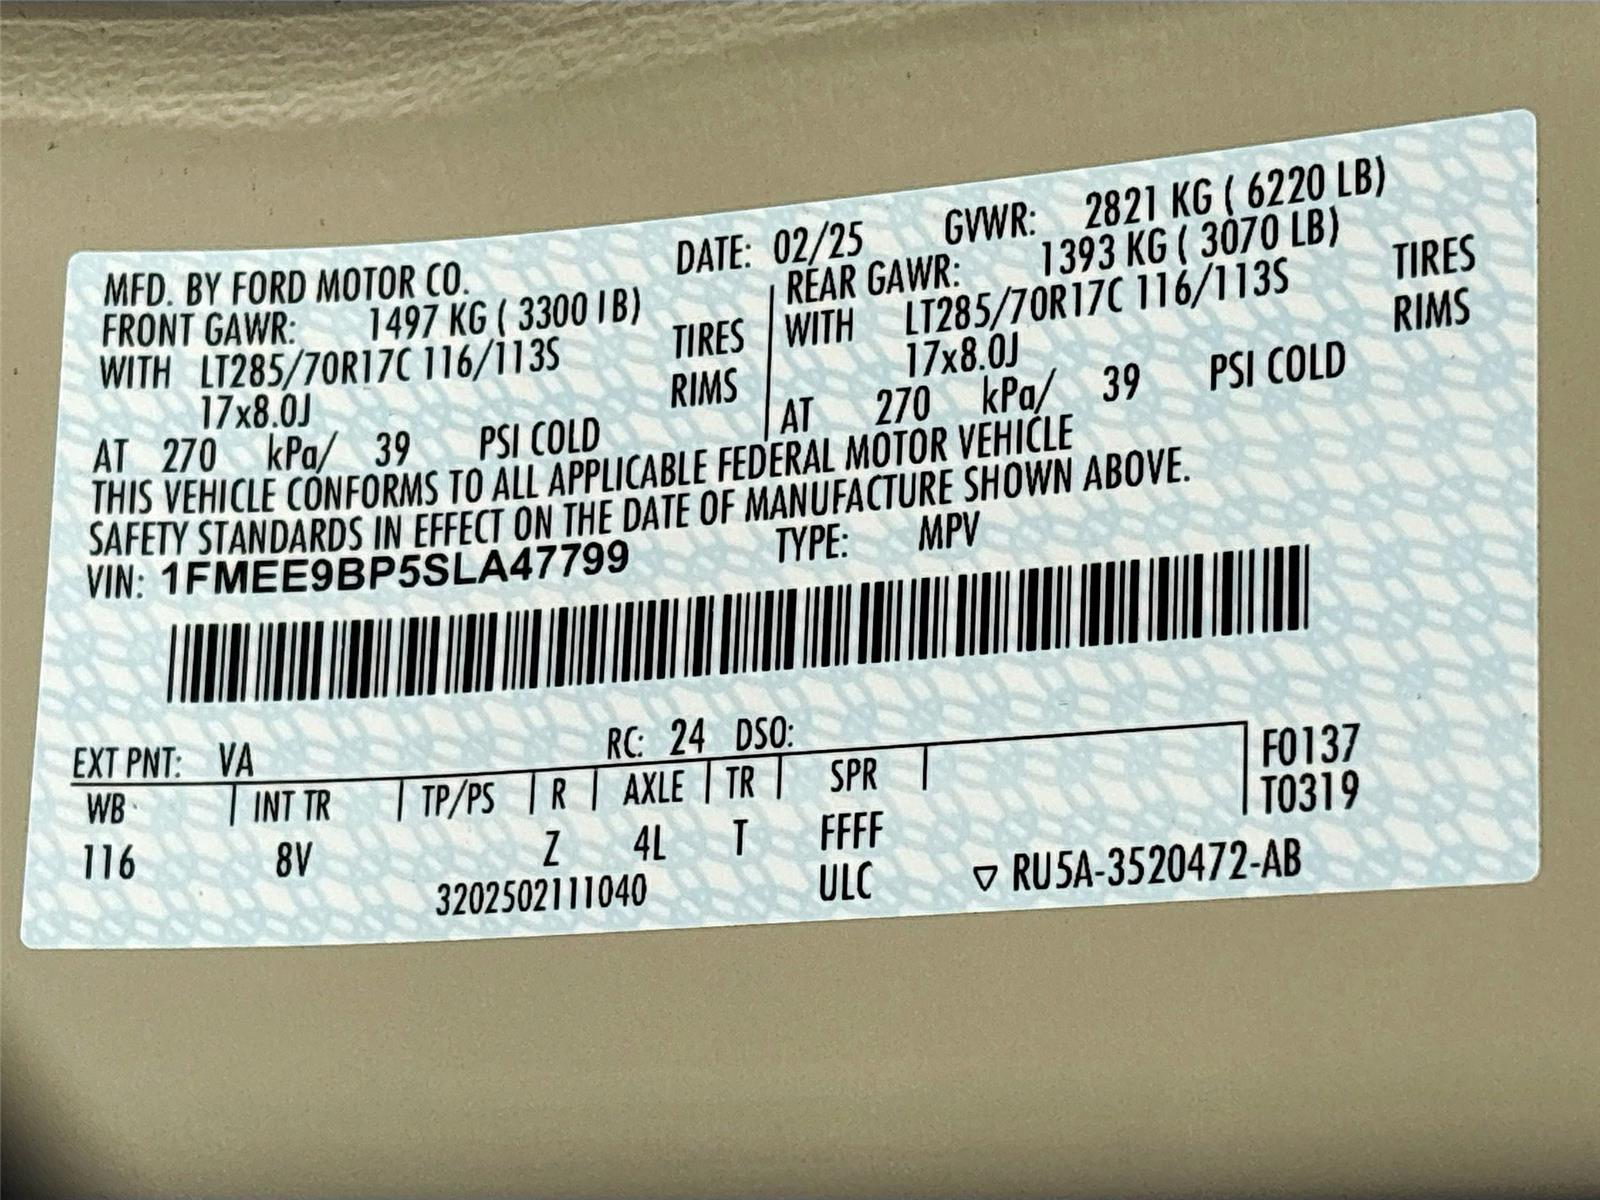 MFD. BY FORD MOTOR CO. DATE: 02/25 GVWR: 2821 KG ( 6220 LB)
FRONT GAWR: 1497 KG ( 3300 LB) REAR GAWR: 1393 KG ( 3070 LB)
WITH LT285/70R17C 116/113S TIRES WITH LT285/70R17C 116/113S TIRES
17x8.0J RIMS 17x8.0J RIMS
AT 270 kPa/ 39 PSI COLD AT 270 kPa/ 39 PSI COLD
THIS VEHICLE CONFORMS TO ALL APPLICABLE FEDERAL MOTOR VEHICLE
SAFETY STANDARDS IN EFFECT ON THE DATE OF MANUFACTURE SHOWN ABOVE.
VIN: 1FMEE9BP5SLA47799 TYPE: MPV
EXT PNT: VA RC: 24 DSO:
WB INT TR TP/PS R AXLE TR SPR F0137
T0319
116 8V Z 4L T FFFF
3202502111040 ULC ▽ RU5A-3520472-AB